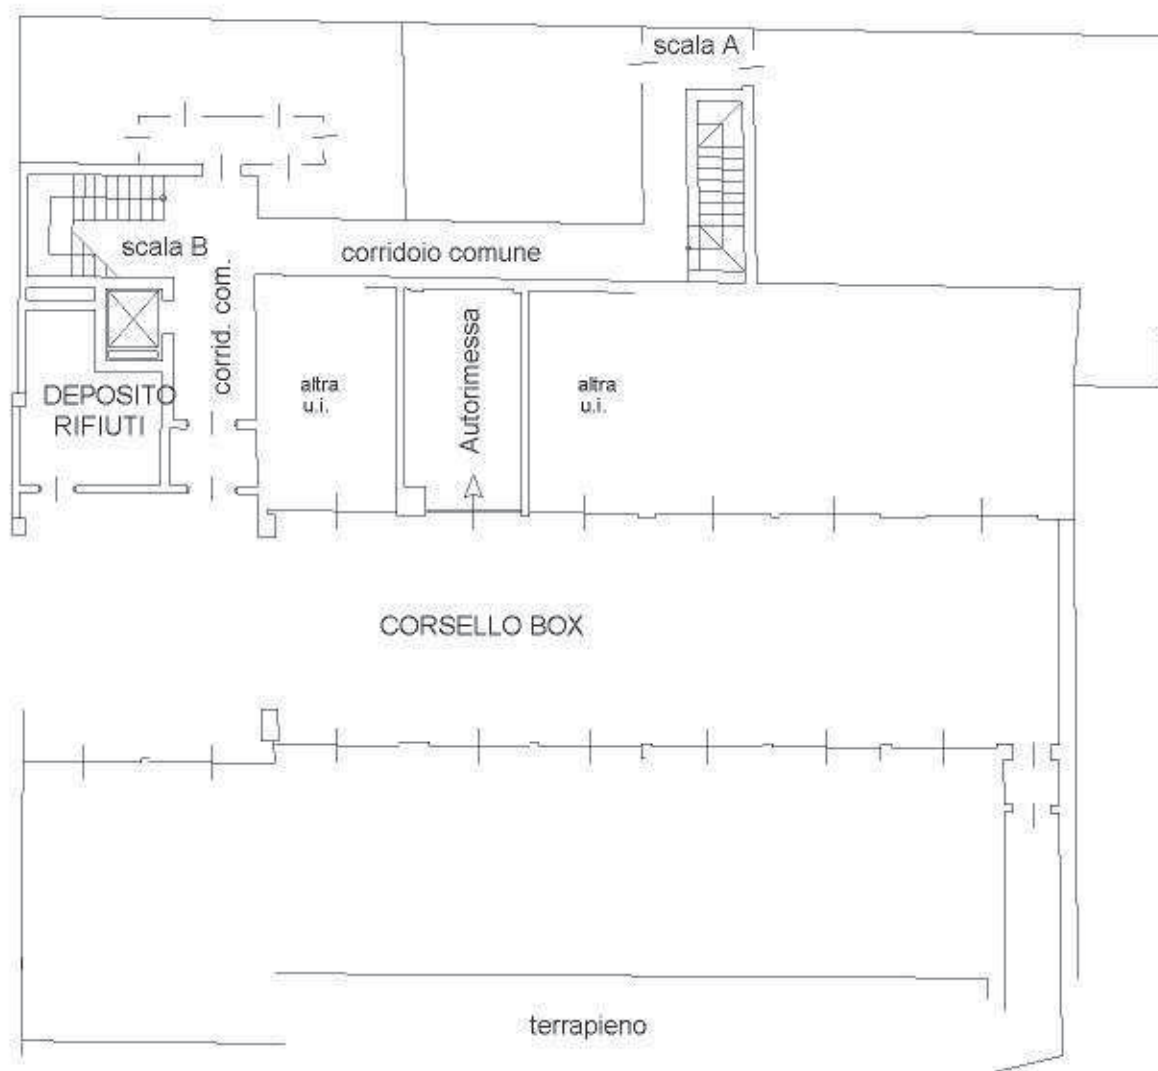 scala A
scala B
corridoio comune
corrid. com.
altra
u.i.
Autorimessa
altra
u.i.
DEPOSITO
RIFIUTI
CORSELLO BOX
terrapieno